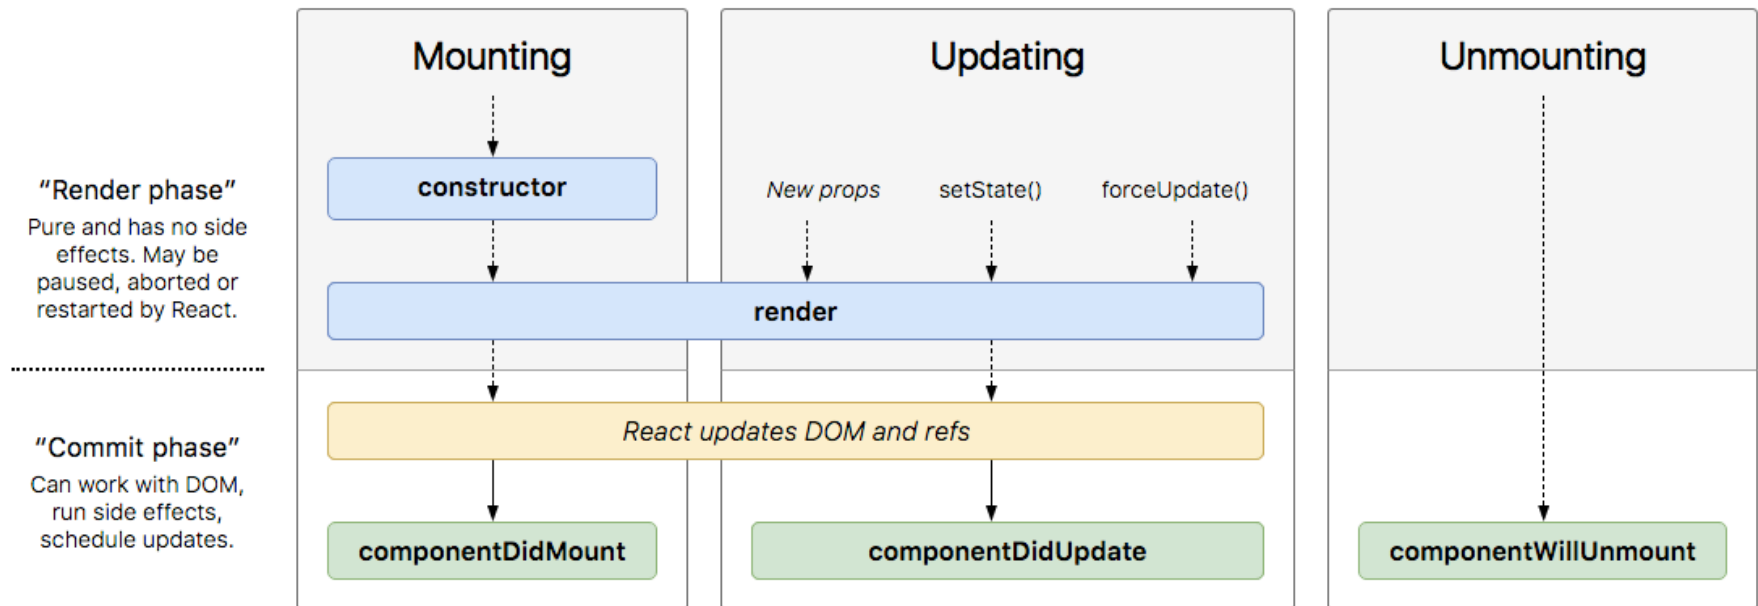 Mounting
Updating
Unmounting
“Render phase”
Pure and has no side
effects. May be
paused, aborted or
restarted by React.
constructor
New props
setState()
forceUpdate()
render
“Commit phase”
Can work with DOM,
run side effects,
schedule updates.
React updates DOM and refs
componentDidMount
componentDidUpdate
componentWillUnmount